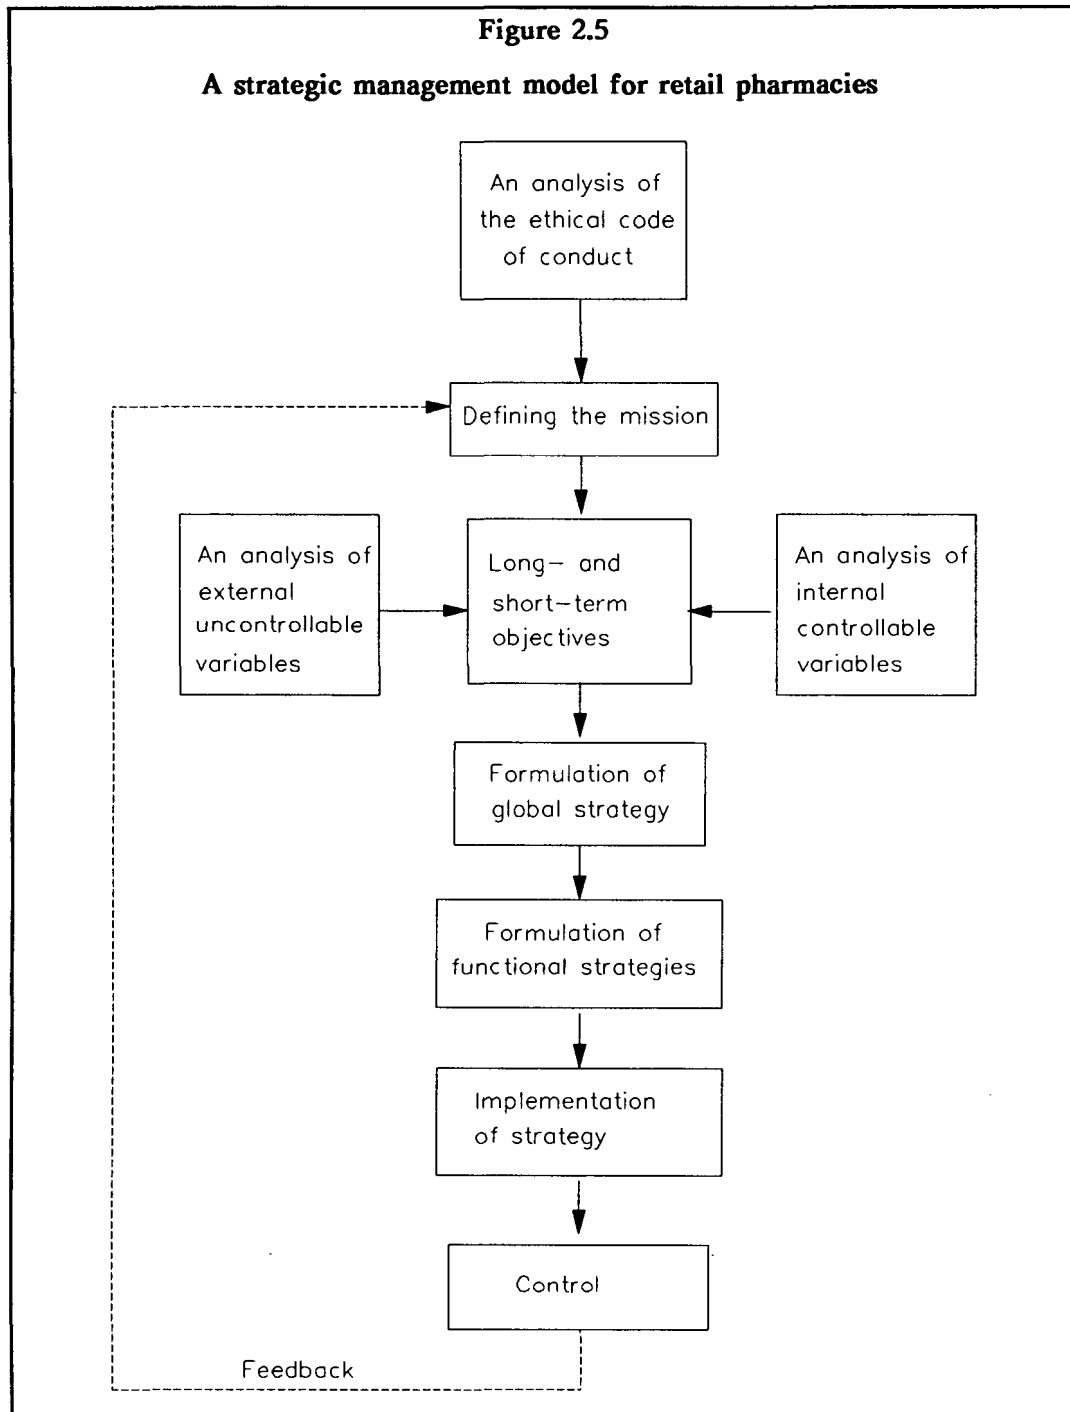 Figure 2.5
A strategic management model for retail pharmacies
An analysis of
the ethical code
of conduct
Defining the mission
An analysis of
external
uncontrollable
variables
Long- and
short-term
objectives
An analysis of
internal
controllable
variables
Formulation of
global strategy
Formulation of
functional strategies
Implementation
of strategy
Control
Feedback